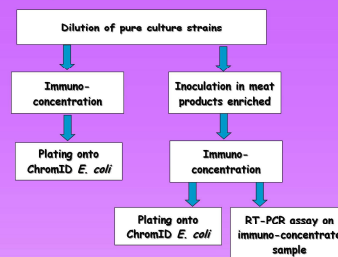 Dilution of pure culture strains
Immuno-
concentration
Inoculation in meat
products enriched
Plating onto
ChromID E. coli
Immuno-
concentration
Plating onto
ChromID E. coli
RT-PCR assay on
immuno-concentrate
sample